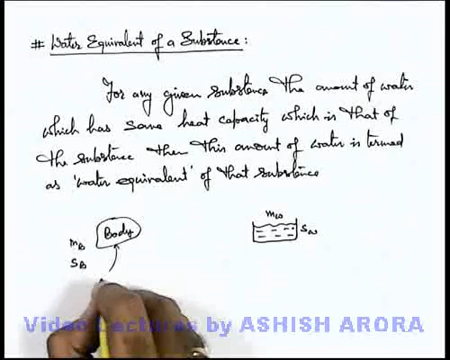 # Water Equivalent of a Substance :
For any given substance the amount of water
which has same heat capacity which is that of
the substance then this amount of water is termed
as 'water equivalent' of that substance
mw
Body
mB
sw
sB
Video Lectures by ASHISH ARORA